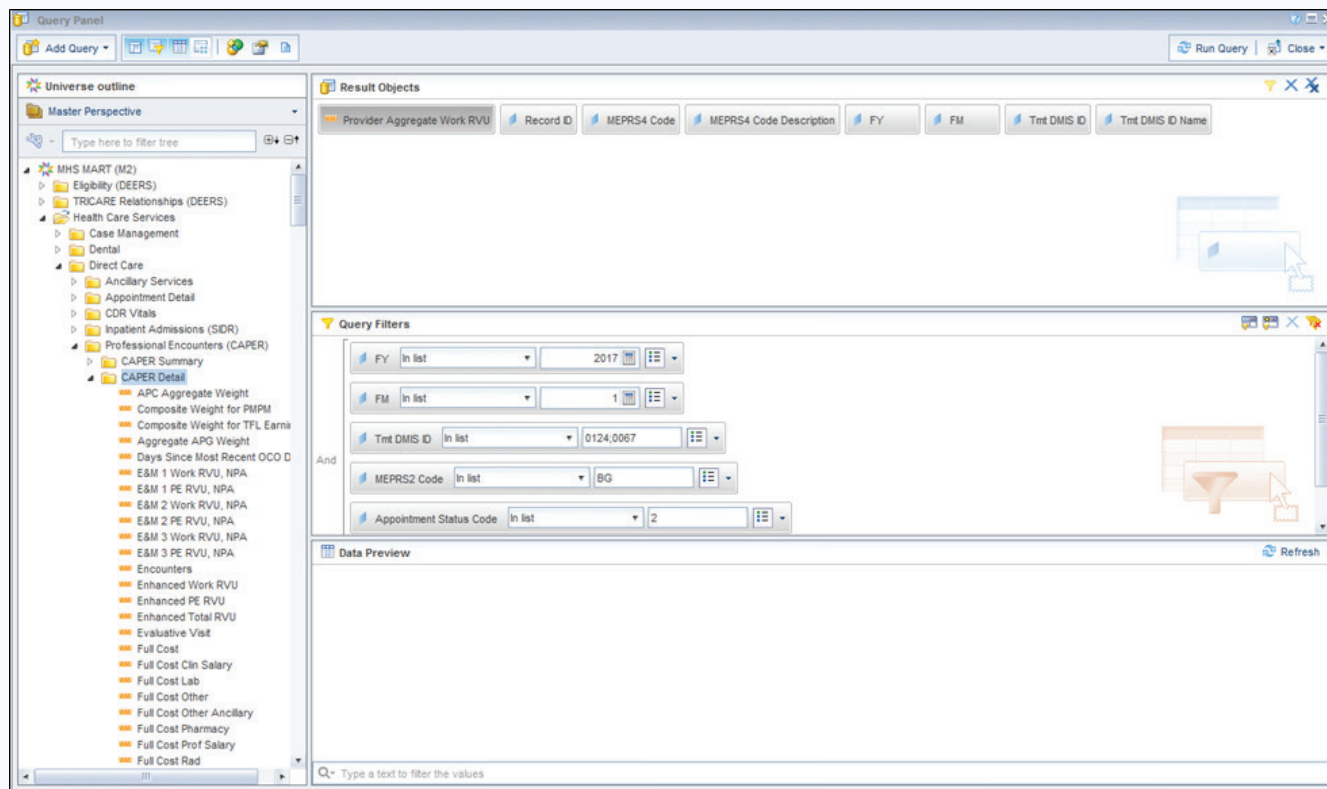 Query Panel
Add Query
Run Query
Close
Universe outline
Master Perspective
Type here to filter tree
MHS MART (M2)
Eligibility (DEERS)
TRICARE Relationships (DEERS)
Health Care Services
Case Management
Dental
Direct Care
Ancillary Services
Appointment Detail
CDR Vitals
Inpatient Admissions (SIDR)
Professional Encounters (CAPER)
CAPER Summary
CAPER Detail
APC Aggregate Weight
Composite Weight for PMPM
Composite Weight for TFL Earni
Aggregate APG Weight
Days Since Most Recent OCO D
E&M 1 Work RVU, NPA
E&M 1 PE RVU, NPA
E&M 2 Work RVU, NPA
E&M 2 PE RVU, NPA
E&M 3 Work RVU, NPA
E&M 3 PE RVU, NPA
Encounters
Enhanced Work RVU
Enhanced PE RVU
Enhanced Total RVU
Evaluative Visit
Full Cost
Full Cost Clin Salary
Full Cost Lab
Full Cost Other
Full Cost Other Ancillary
Full Cost Pharmacy
Full Cost Prof Salary
Full Cost Rad
Result Objects
Provider Aggregate Work RVU Record ID MEPRS4 Code MEPRS4 Code Description FY FM Tmt DMIS ID Tmt DMIS ID Name
Query Filters
And
FY In list 2017
FM In list 1
Tmt DMIS ID In list 0124;0067
MEPRS2 Code In list BG
Appointment Status Code In list 2
Data Preview
Refresh
Type a text to filter the values